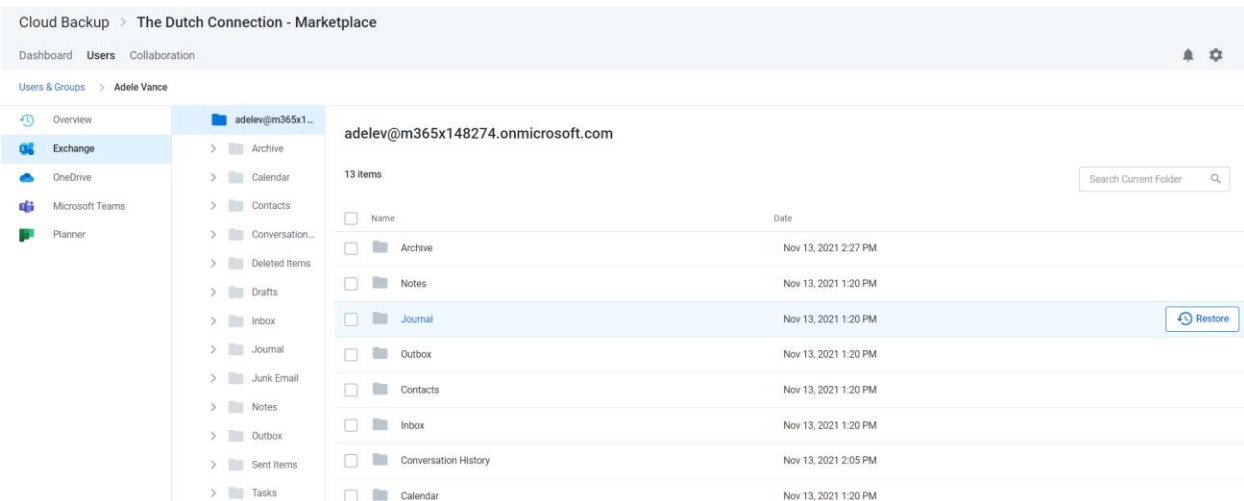 Cloud Backup > The Dutch Connection - Marketplace
Dashboard Users Collaboration
Users & Groups > Adele Vance
Overview
Exchange
OneDrive
Microsoft Teams
Planner
adelev@m365x1...
Archive
Calendar
Contacts
Conversation...
Deleted Items
Drafts
Inbox
Journal
Junk Email
Notes
Outbox
Sent Items
Tasks
adelev@m365x148274.onmicrosoft.com
13 items
Search Current Folder
Name Date
Archive Nov 13, 2021 2:27 PM
Notes Nov 13, 2021 1:20 PM
Journal Nov 13, 2021 1:20 PM Restore
Outbox Nov 13, 2021 1:20 PM
Contacts Nov 13, 2021 1:20 PM
Inbox Nov 13, 2021 1:20 PM
Conversation History Nov 13, 2021 2:05 PM
Calendar Nov 13, 2021 1:20 PM